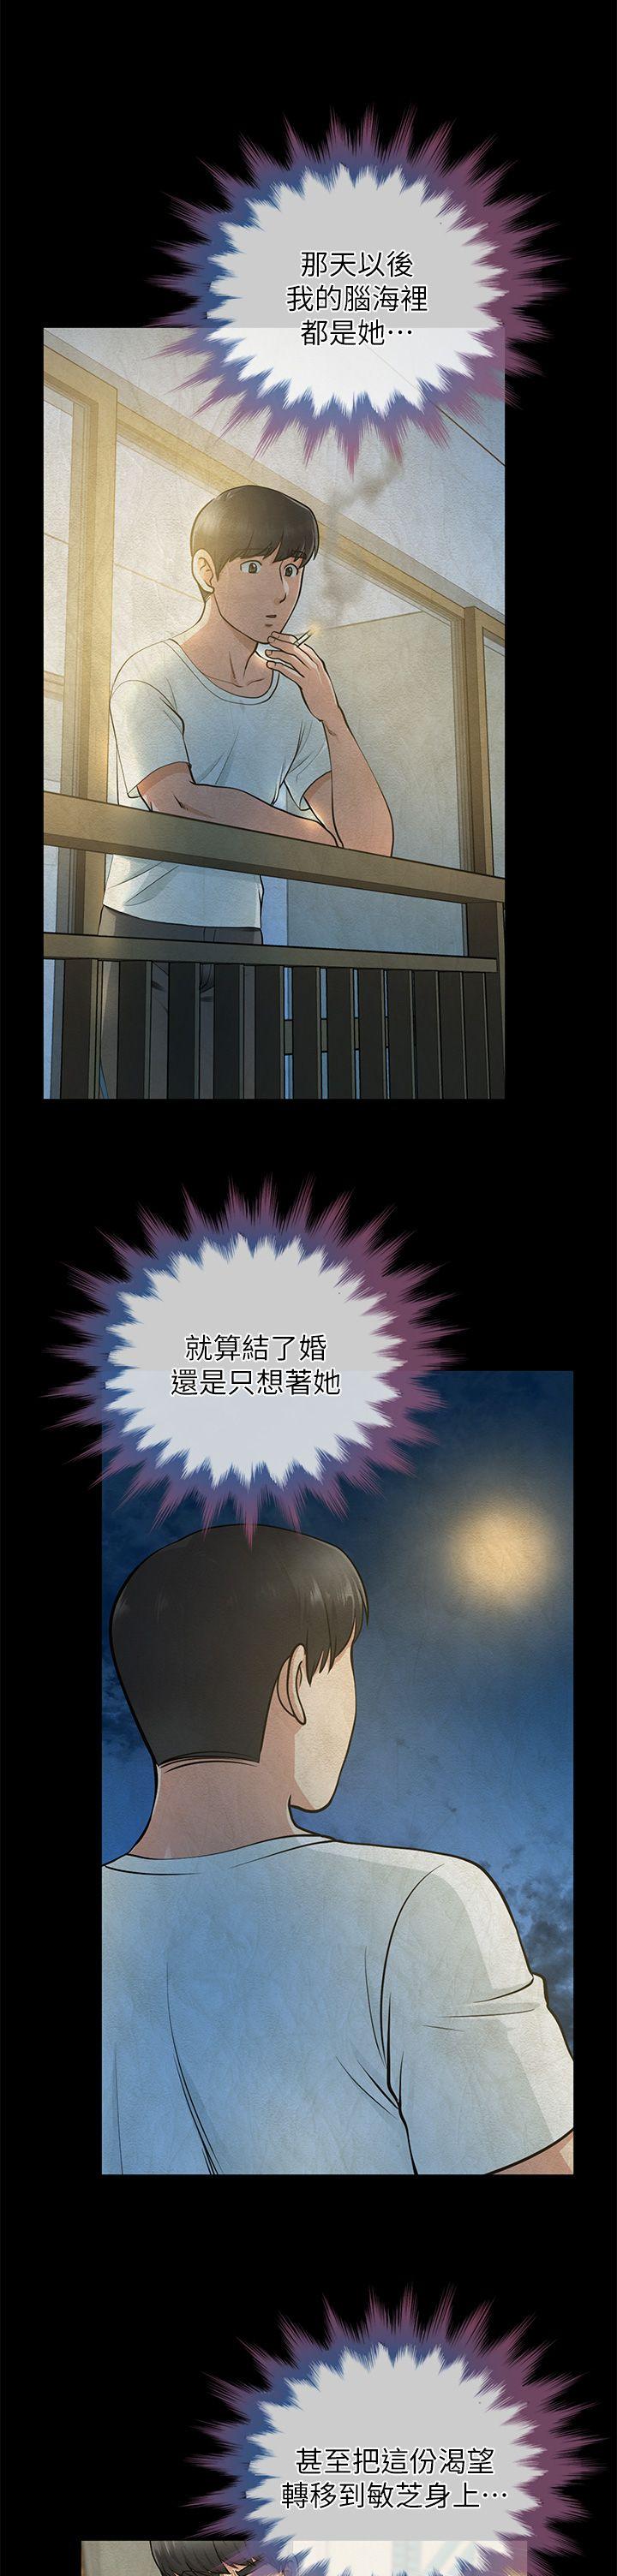 那天以後
我的腦海裡
都是她…
就算結了婚
還是只想著她
甚至把這份渴望
轉移到敏芝身上…